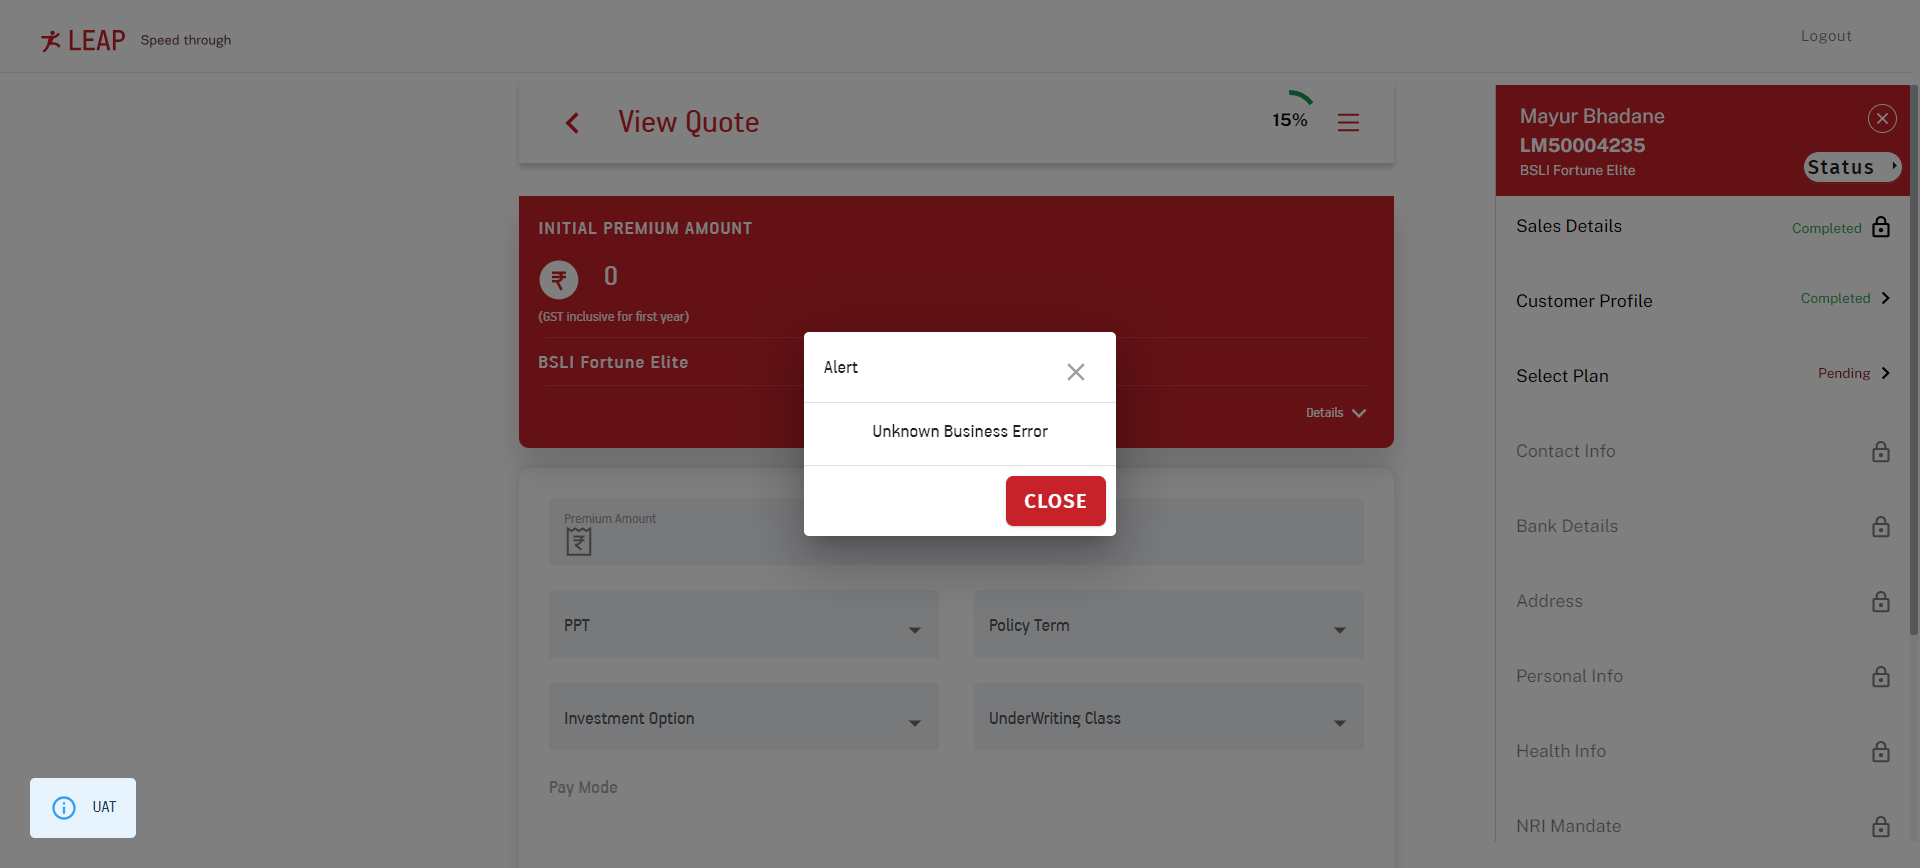 LEAP Speed through
Logout
View Quote
15%
Mayur Bhadane
LM50004235
BSLI Fortune Elite
Status
INITIAL PREMIUM AMOUNT
₹ 0
(GST inclusive for first year)
BSLI Fortune Elite
Details
Alert
Unknown Business Error
CLOSE
Premium Amount
₹
PPT
Policy Term
Investment Option
UnderWriting Class
Pay Mode
Sales Details Completed
Customer Profile Completed
Select Plan Pending
Contact Info
Bank Details
Address
Personal Info
Health Info
NRI Mandate
UAT